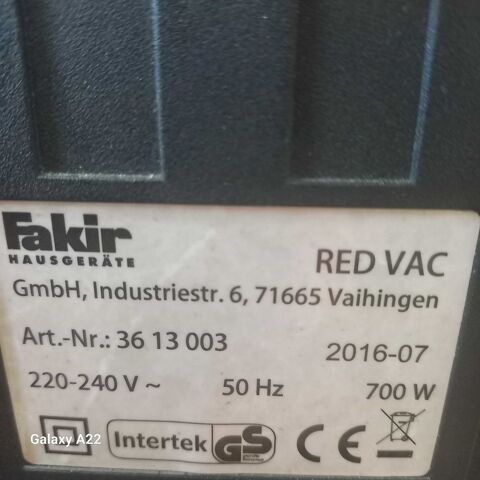 Fakir
HAUSGERÄTE
RED VAC
GmbH, Industriestr. 6, 71665 Vaihingen
Art.-Nr.: 36 13 003 2016-07
220-240 V ~ 50 Hz 700 W
Intertek GS CE
Galaxy A22